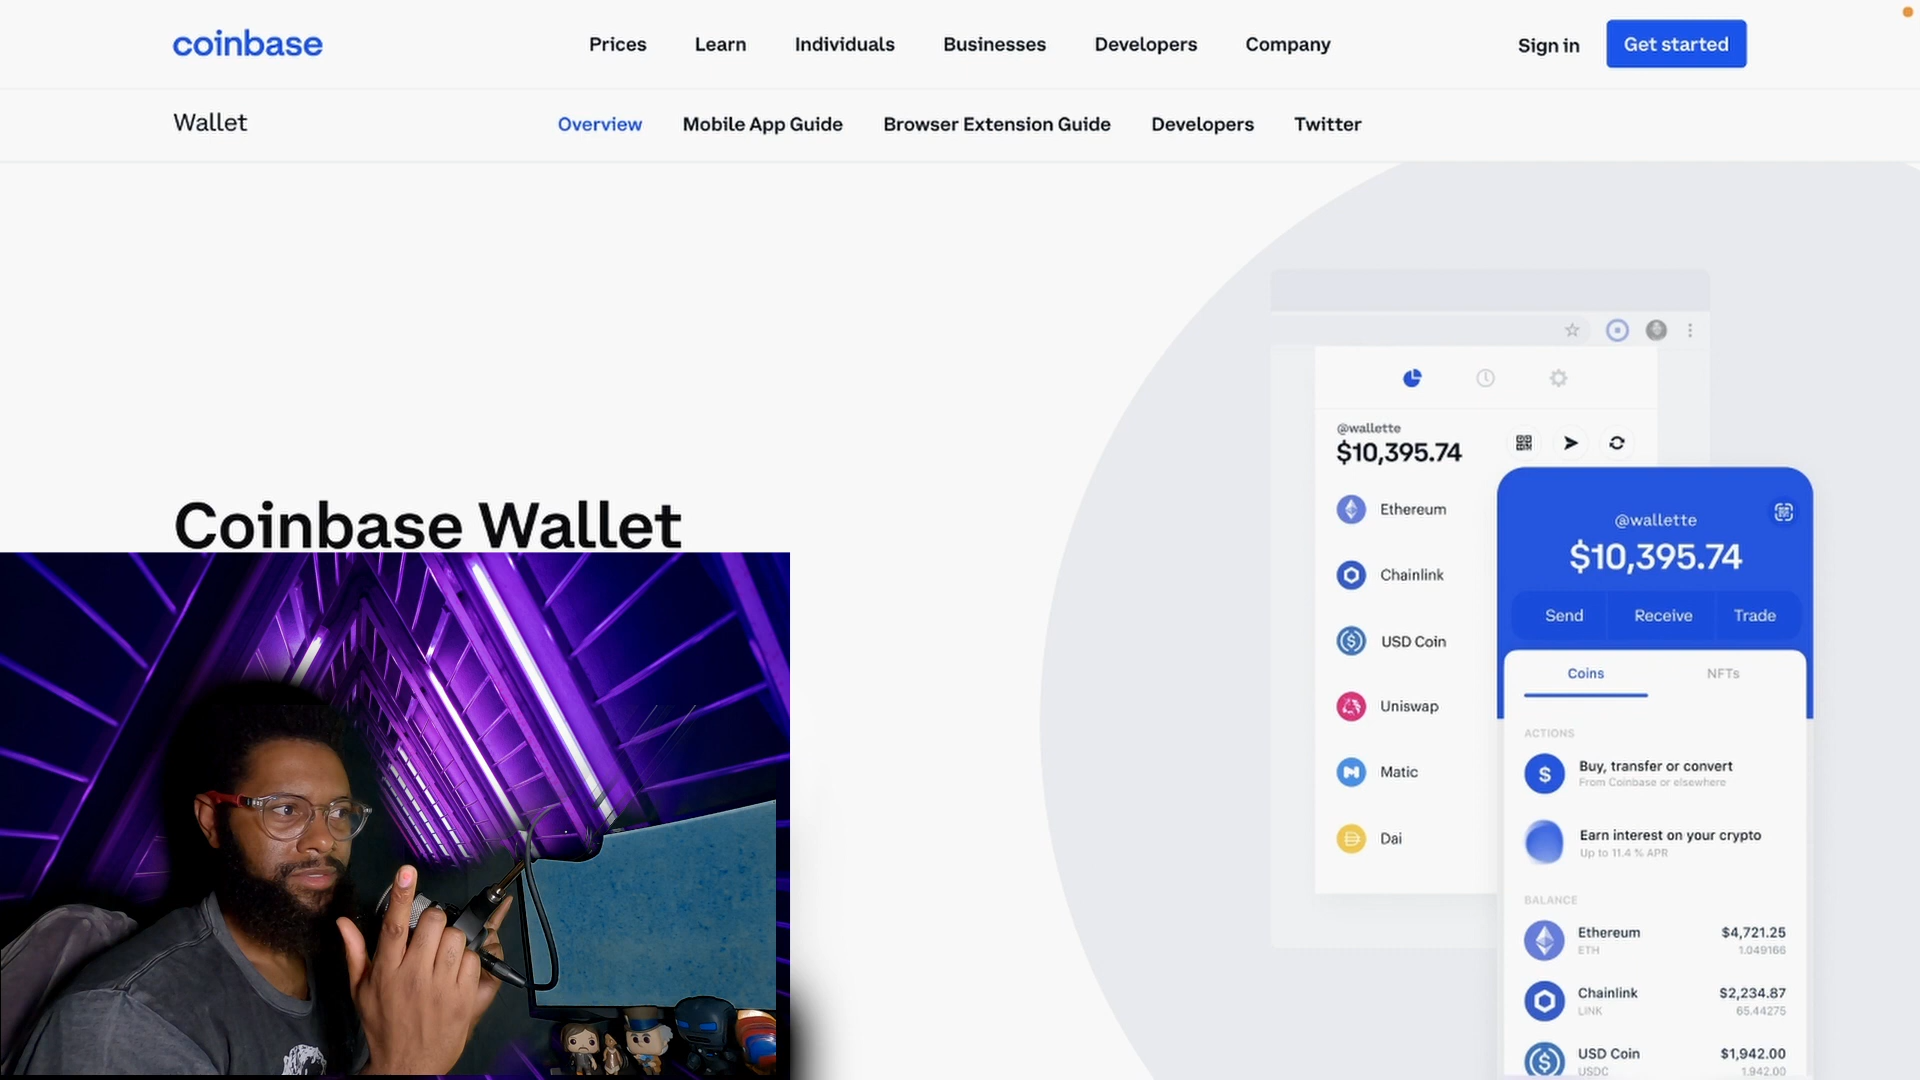 coinbase
Prices
Learn
Individuals
Businesses
Developers
Company
Sign in
Get started
Wallet
Overview
Mobile App Guide
Browser Extension Guide
Developers
Twitter
Coinbase Wallet
@wallette
$10,395.74
Ethereum
Chainlink
USD Coin
Uniswap
Matic
Dai
@wallette
$10,395.74
Send
Receive
Trade
Coins
NFTs
ACTIONS
Buy, transfer or convert
From Coinbase or elsewhere
Earn interest on your crypto
Up to 11.4 % APR
BALANCE
Ethereum
$4,721.25
ETH
1.049166
Chainlink
$2,234.87
LINK
65.44275
USD Coin
$1,942.00
USDC
1,942.00